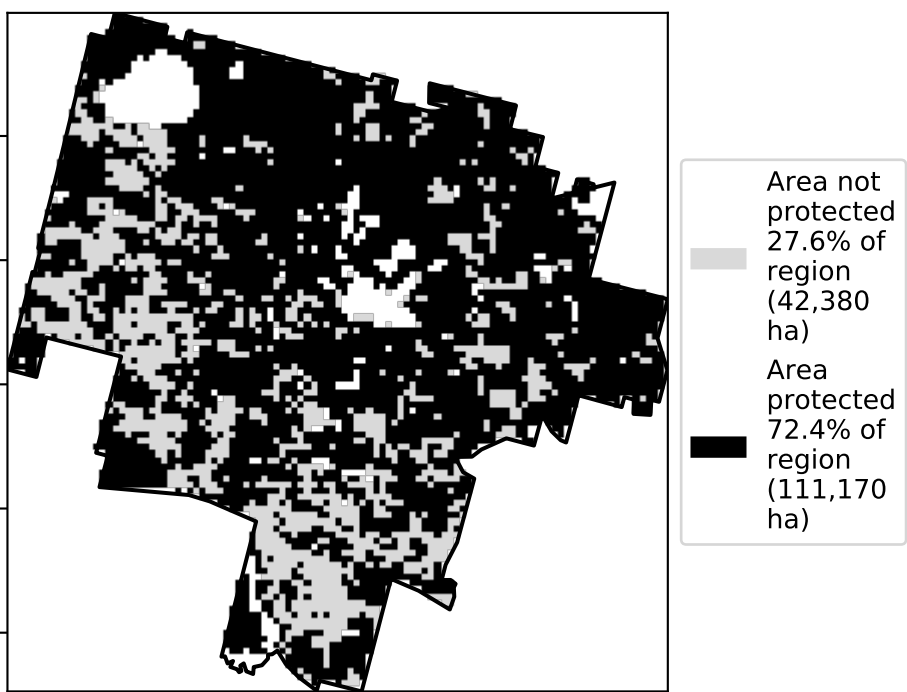 Area not
protected
27.6% of
region
(42,380
ha)
Area
protected
72.4% of
region
(111,170
ha)